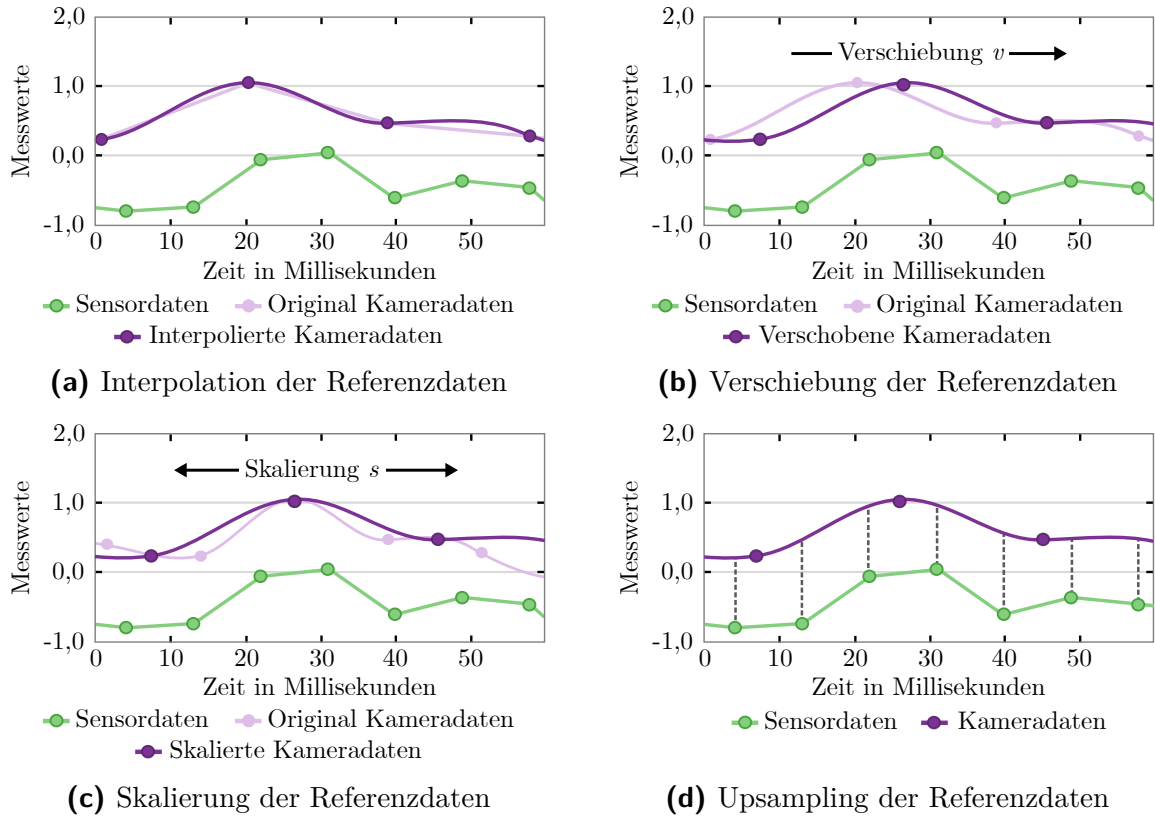 2,0
1,0
0,0
-1,0
Messwerte
0 10 20 30 40 50
Zeit in Millisekunden
Sensordaten Original Kameradaten
Interpolierte Kameradaten
(a) Interpolation der Referenzdaten
2,0
1,0
0,0
-1,0
Messwerte
Verschiebung v
0 10 20 30 40 50
Zeit in Millisekunden
Sensordaten Original Kameradaten
Verschobene Kameradaten
(b) Verschiebung der Referenzdaten
2,0
1,0
0,0
-1,0
Messwerte
Skalierung s
0 10 20 30 40 50
Zeit in Millisekunden
Sensordaten Original Kameradaten
Skalierte Kameradaten
(c) Skalierung der Referenzdaten
2,0
1,0
0,0
-1,0
Messwerte
0 10 20 30 40 50
Zeit in Millisekunden
Sensordaten Kameradaten
(d) Upsampling der Referenzdaten